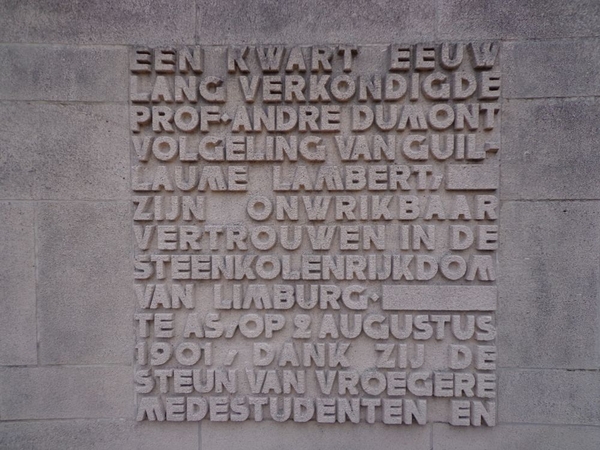 EEN KWART EEUW
LANG VERKONDIGDE
PROF·ANDRE DUMONT
VOLGELING VAN GUIL-
LAUME LAMBERT,
ZIJN ONWRIKBAAR
VERTROUWEN IN DE
STEENKOLENRIJKDOM
VAN LIMBURG·
TE AS, OP 2 AUGUSTUS
1901, DANK ZIJ DE
STEUN VAN VROEGERE
MEDESTUDENTEN EN